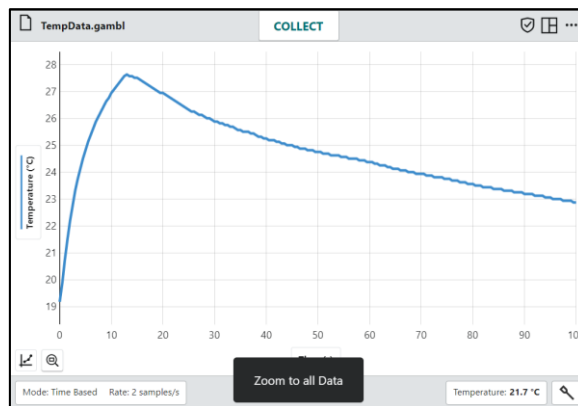 TempData.gambl
COLLECT
...
28
27
26
25
24
23
22
21
20
19
Temperature (°C)
0 10 20 30 40 50 60 70 80 90 10
Zoom to all Data
Mode: Time Based Rate: 2 samples/s
Temperature: 21.7 °C